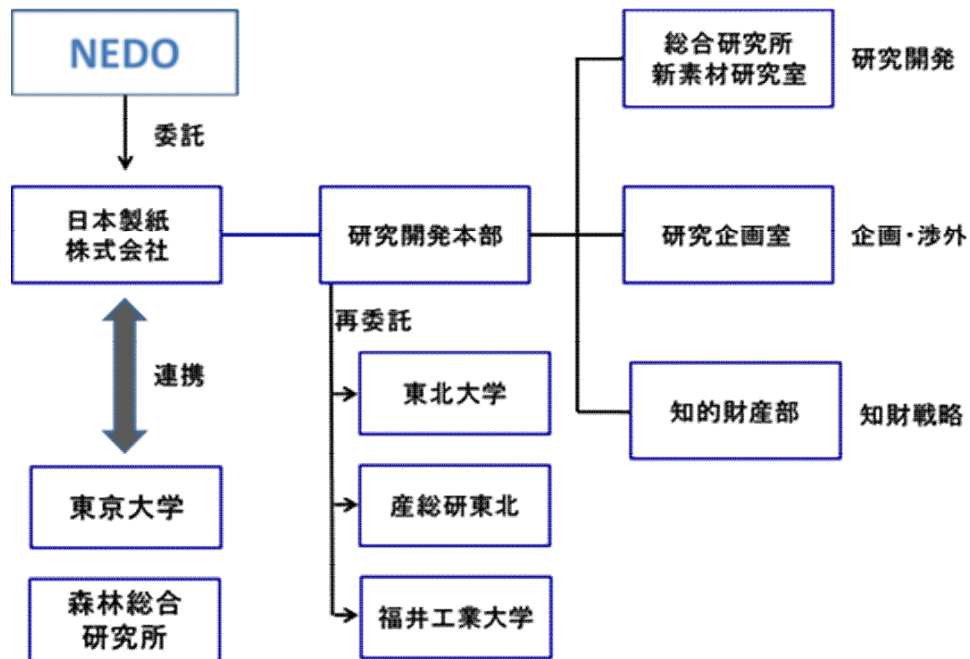 NEDO
委託
日本製紙
株式会社
連携
東京大学
森林総合
研究所
研究開発本部
再委託
東北大学
産総研東北
福井工業大学
総合研究所
新素材研究室
研究開発
研究企画室
企画・渉外
知的財産部
知財戦略